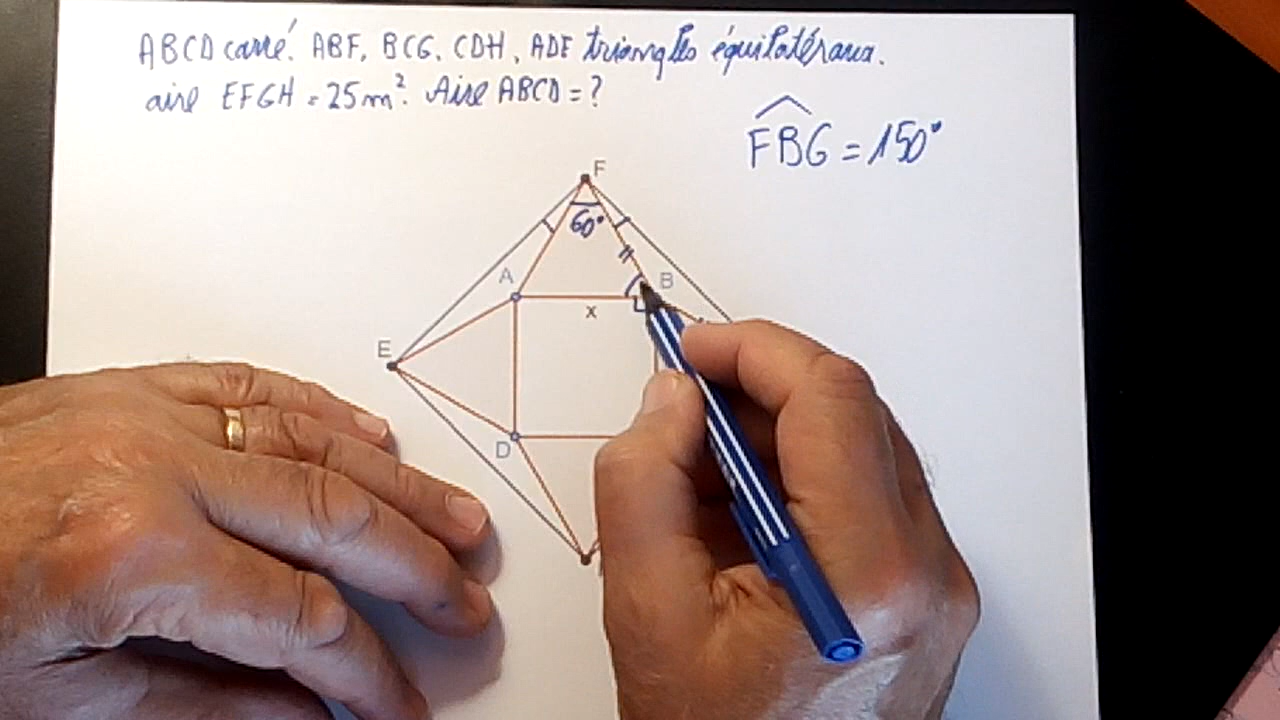 ABCD carré. ABF, BCG, CDH, ADE triangles équilatéraux.
aire EFGH = 25 m². Aire ABCD = ?
FBG = 150°
F
60°
A
B
x
E
D